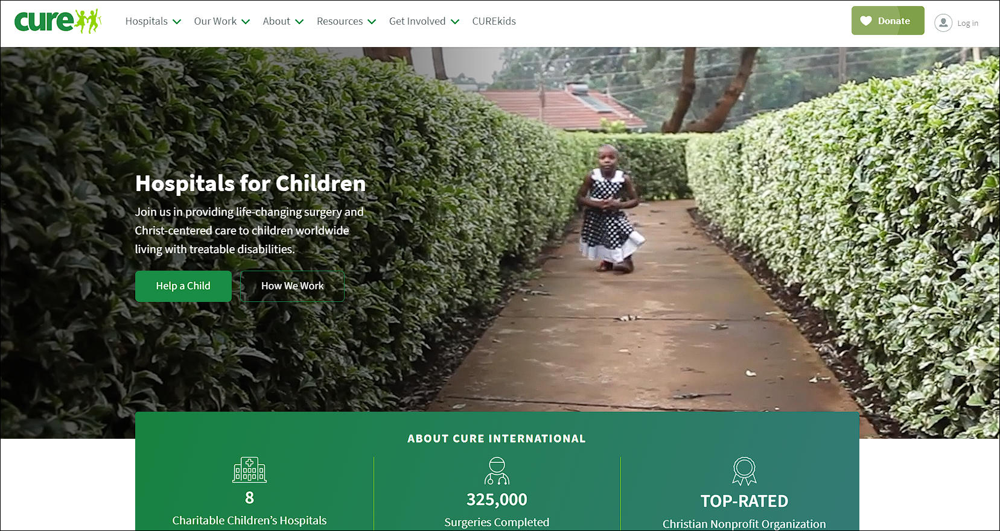 cure
Hospitals
Our Work
About
Resources
Get Involved
CUREkids
Donate
Log in
Hospitals for Children
Join us in providing life-changing surgery and
Christ-centered care to children worldwide
living with treatable disabilities.
Help a Child
How We Work
ABOUT CURE INTERNATIONAL
8
Charitable Children’s Hospitals
325,000
Surgeries Completed
TOP-RATED
Christian Nonprofit Organization